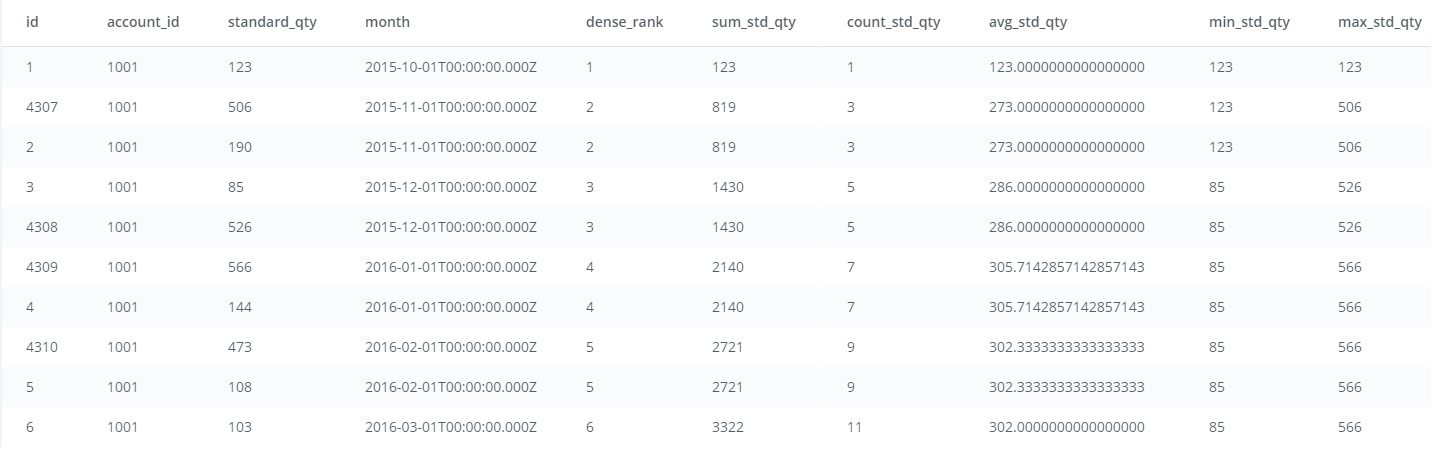 id account_id standard_qty month dense_rank sum_std_qty count_std_qty avg_std_qty min_std_qty max_std_qty
1 1001 123 2015-10-01T00:00:00.000Z 1 123 1 123.0000000000000000 123 123
4307 1001 506 2015-11-01T00:00:00.000Z 2 819 3 273.0000000000000000 123 506
2 1001 190 2015-11-01T00:00:00.000Z 2 819 3 273.0000000000000000 123 506
3 1001 85 2015-12-01T00:00:00.000Z 3 1430 5 286.0000000000000000 85 526
4308 1001 526 2015-12-01T00:00:00.000Z 3 1430 5 286.0000000000000000 85 526
4309 1001 566 2016-01-01T00:00:00.000Z 4 2140 7 305.7142857142857143 85 566
4 1001 144 2016-01-01T00:00:00.000Z 4 2140 7 305.7142857142857143 85 566
4310 1001 473 2016-02-01T00:00:00.000Z 5 2721 9 302.3333333333333333 85 566
5 1001 108 2016-02-01T00:00:00.000Z 5 2721 9 302.3333333333333333 85 566
6 1001 103 2016-03-01T00:00:00.000Z 6 3322 11 302.0000000000000000 85 566